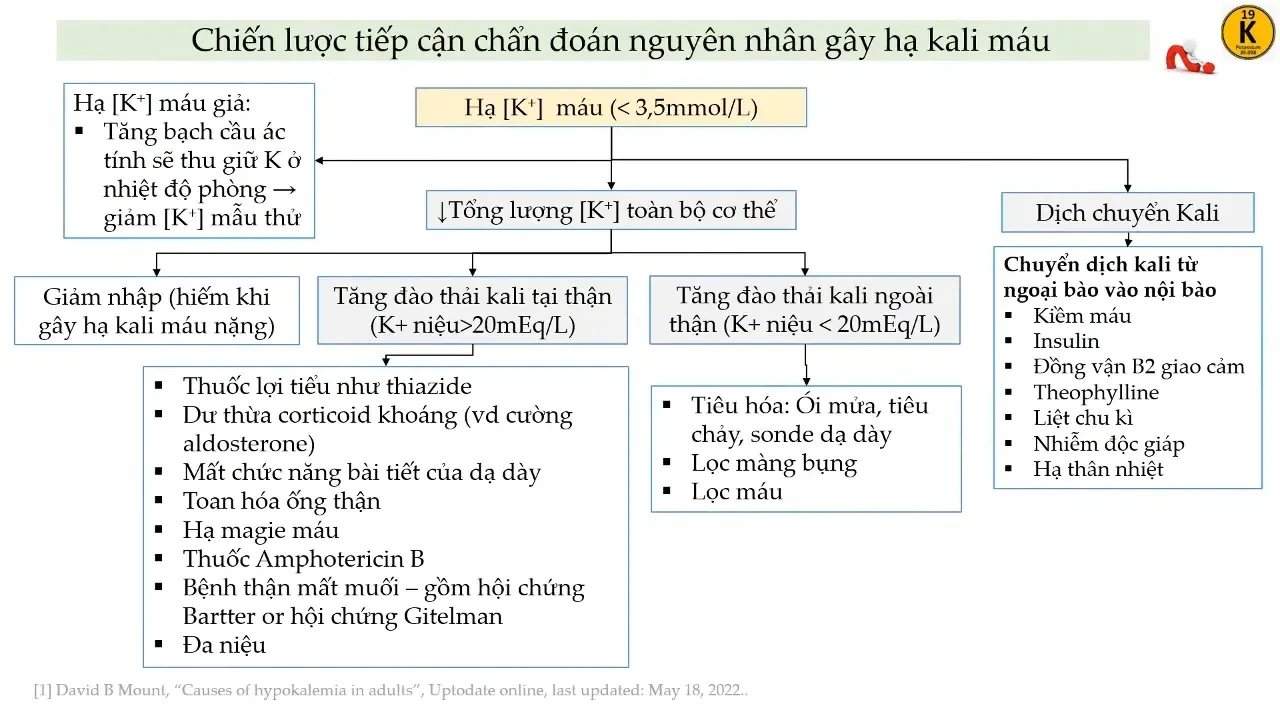 Chiến lược tiếp cận chẩn đoán nguyên nhân gây hạ kali máu
19
K
Potassium
39.098
Hạ [K⁺] máu giả:
▪ Tăng bạch cầu ác
tính sẽ thu giữ K ở
nhiệt độ phòng →
giảm [K⁺] mẫu thử
Hạ [K⁺] máu (< 3,5mmol/L)
↓Tổng lượng [K⁺] toàn bộ cơ thể
Dịch chuyển Kali
Giảm nhập (hiếm khi
gây hạ kali máu nặng)
Tăng đào thải kali tại thận
(K+ niệu>20mEq/L)
Tăng đào thải kali ngoài
thận (K+ niệu < 20mEq/L)
Chuyển dịch kali từ
ngoại bào vào nội bào
▪ Kiềm máu
▪ Insulin
▪ Đồng vận B2 giao cảm
▪ Theophylline
▪ Liệt chu kì
▪ Nhiễm độc giáp
▪ Hạ thân nhiệt
▪ Thuốc lợi tiểu như thiazide
▪ Dư thừa corticoid khoáng (vd cường
aldosterone)
▪ Mất chức năng bài tiết của dạ dày
▪ Toan hóa ống thận
▪ Hạ magie máu
▪ Thuốc Amphotericin B
▪ Bệnh thận mất muối – gồm hội chứng
Bartter or hội chứng Gitelman
▪ Đa niệu
▪ Tiêu hóa: Ói mửa, tiêu
chảy, sonde dạ dày
▪ Lọc màng bụng
▪ Lọc máu
[1] David B Mount, “Causes of hypokalemia in adults”, Uptodate online, last updated: May 18, 2022..